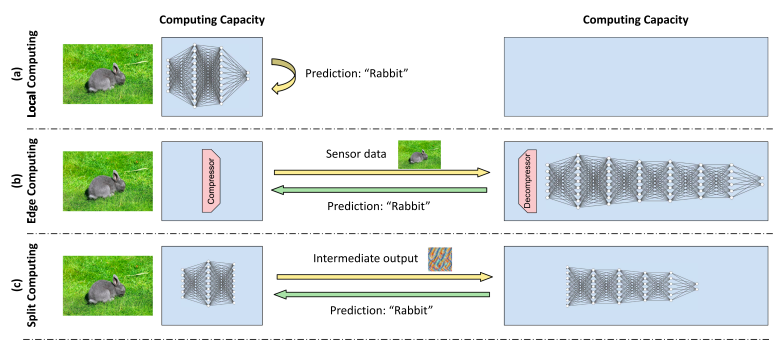 Computing Capacity
Computing Capacity
(a)
Local Computing
Prediction: “Rabbit”
(b)
Edge Computing
Compressor
Sensor data
Prediction: “Rabbit”
Decompressor
(c)
Split Computing
Intermediate output
Prediction: “Rabbit”